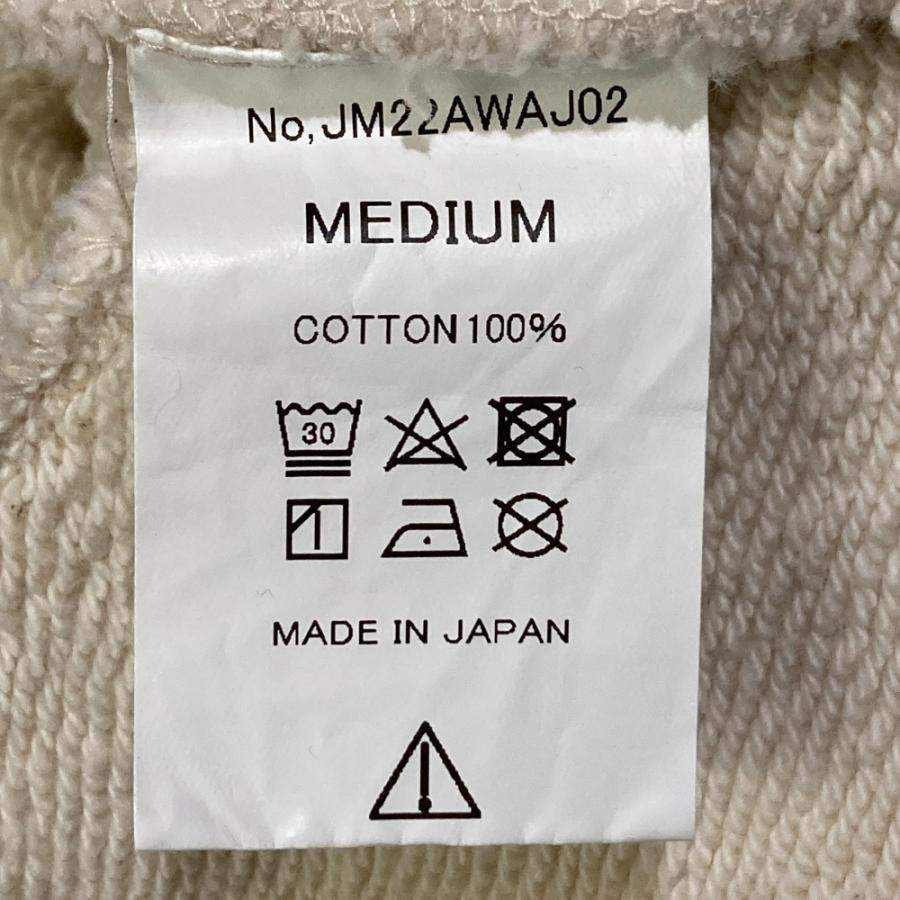 No,JM22AWAJ02
MEDIUM
COTTON100%
30
MADE IN JAPAN